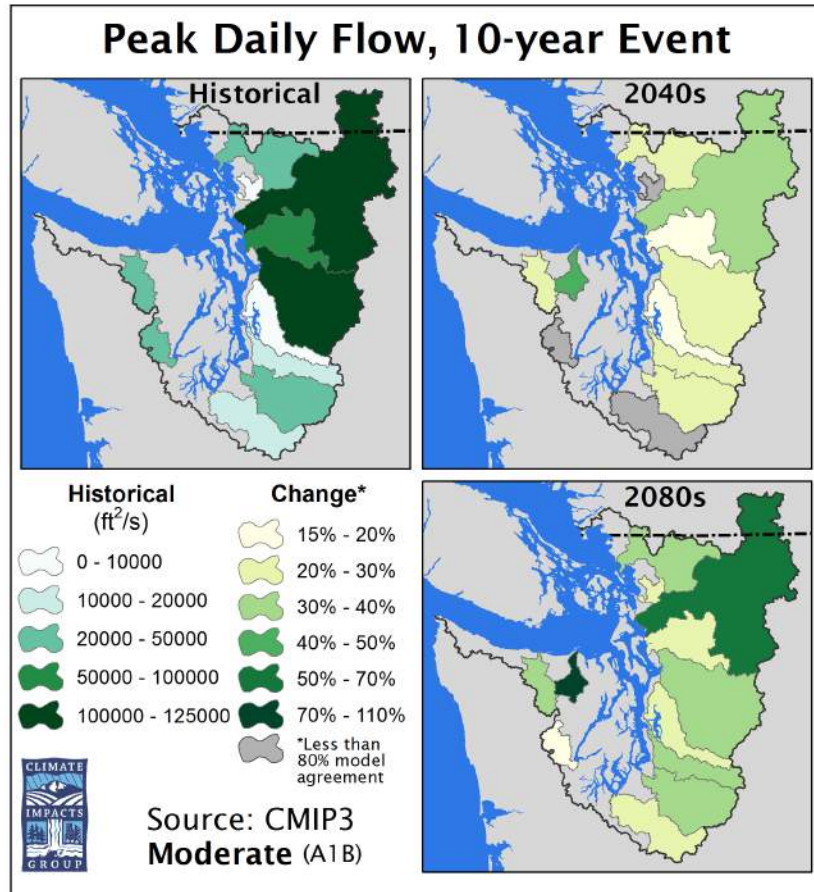 Peak Daily Flow, 10-year Event
Historical
2040s
Historical
(ft²/s)
0 - 10000
10000 - 20000
20000 - 50000
50000 - 100000
100000 - 125000
Change*
15% - 20%
20% - 30%
30% - 40%
40% - 50%
50% - 70%
70% - 110%
*Less than
80% model
agreement
2080s
CLIMATE
IMPACTS
GROUP
Source: CMIP3
Moderate (A1B)